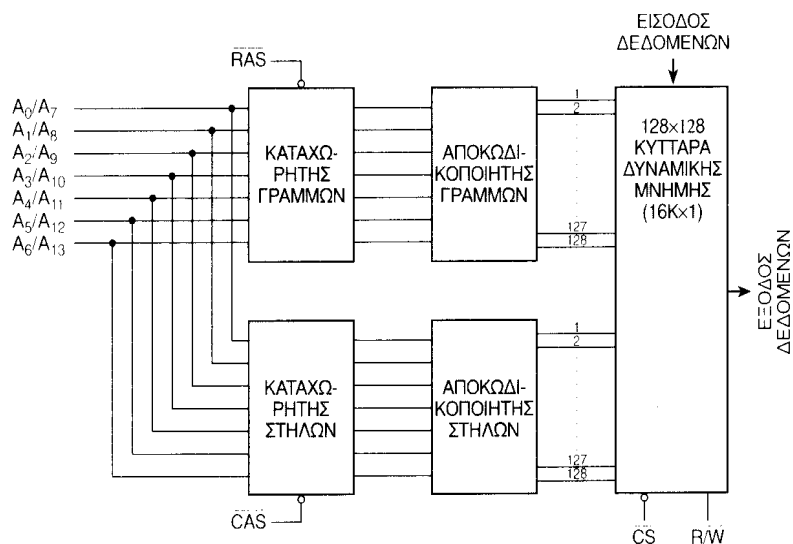 ΕΙΣΟΔΟΣ
ΔΕΔΟΜΕΝΩΝ
RAS
A0/A7
A1/A8
A2/A9
A3/A10
A4/A11
A5/A12
A6/A13
ΚΑΤΑΧΩ-
ΡΗΤΗΣ
ΓΡΑΜΜΩΝ
ΑΠΟΚΩΔΙ-
ΚΟΠΟΙΗΤΗΣ
ΓΡΑΜΜΩΝ
1
2
127
128
128×128
ΚΥΤΤΑΡΑ
ΔΥΝΑΜΙΚΗΣ
ΜΝΗΜΗΣ
(16K×1)
ΕΞΟΔΟΣ
ΔΕΔΟΜΕΝΩΝ
ΚΑΤΑΧΩ-
ΡΗΤΗΣ
ΣΤΗΛΩΝ
ΑΠΟΚΩΔΙ-
ΚΟΠΟΙΗΤΗΣ
ΣΤΗΛΩΝ
1
2
127
128
CAS
CS
R/W